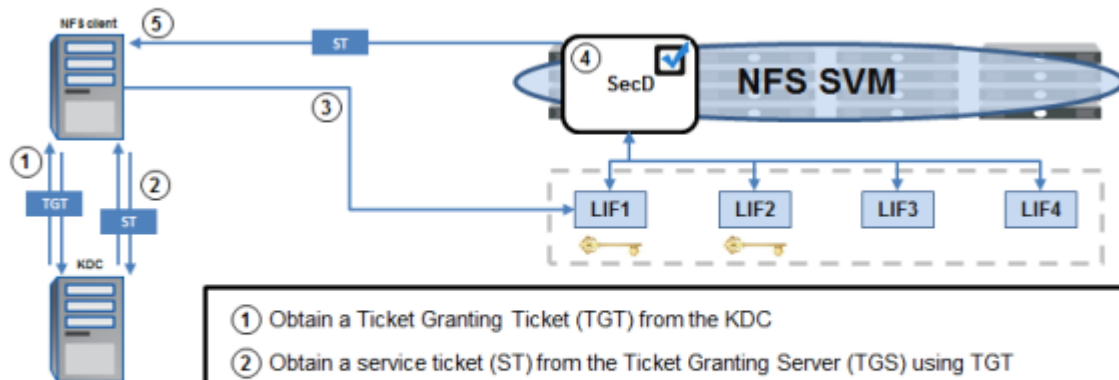 NFS client
5
ST
4
SecD
NFS SVM
3
1
2
TGT
ST
LIF1
LIF2
LIF3
LIF4
KDC
1 Obtain a Ticket Granting Ticket (TGT) from the KDC
2 Obtain a service ticket (ST) from the Ticket Granting Server (TGS) using TGT